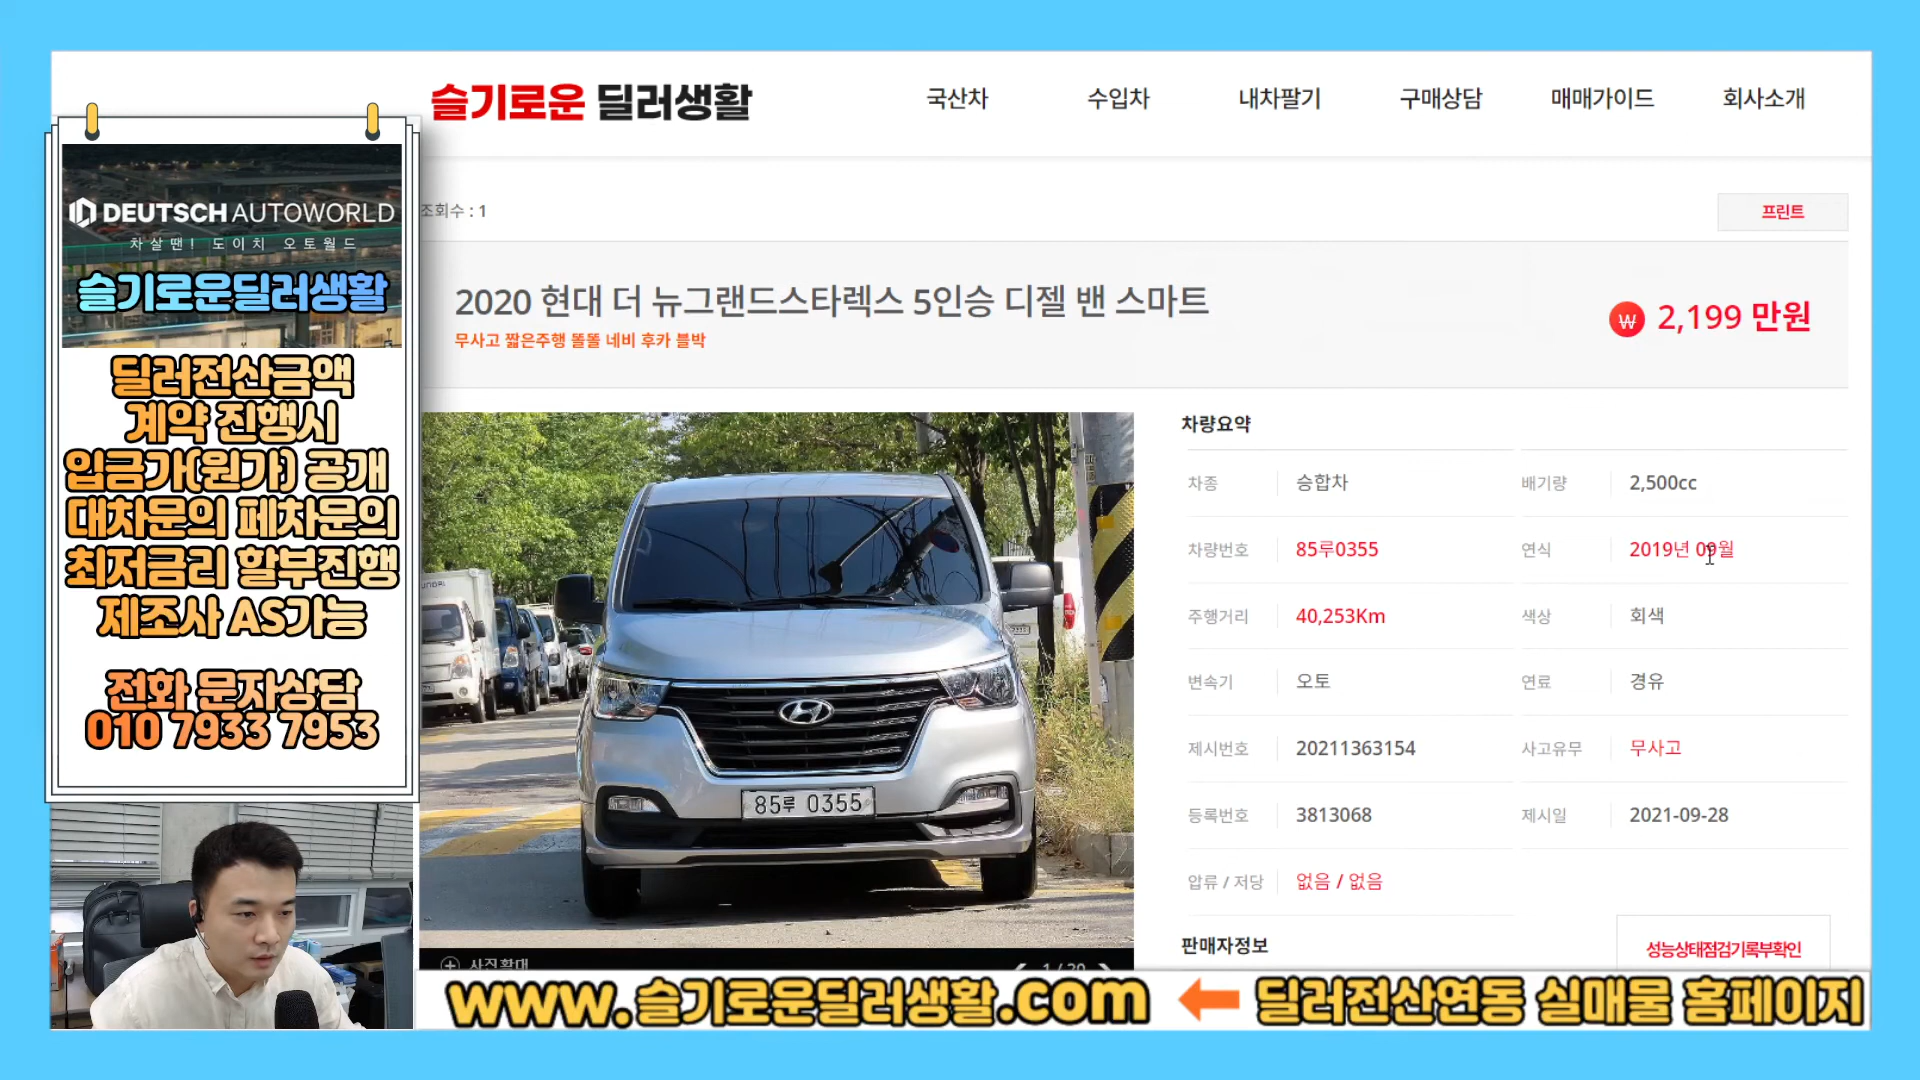 슬기로운 딜러생활
국산차
수입차
내차팔기
구매상담
매매가이드
회사소개
DEUTSCH AUTOWORLD
차살땐! 도이치 오토월드
슬기로운딜러생활
딜러전산금액
계약 진행시
입금가(원가) 공개
대차문의 폐차문의
최저금리 할부진행
제조사 AS가능
전화 문자상담
010 7933 7953
조회수 : 1
프린트
2020 현대 더 뉴그랜드스타렉스 5인승 디젤 밴 스마트
무사고 짧은주행 똘똘 네비 후카 블박
₩ 2,199 만원
85루 0355
사진확대
1 / 20
차량요약
차종 승합차 배기량 2,500cc
차량번호 85루0355 연식 2019년 09월
주행거리 40,253Km 색상 회색
변속기 오토 연료 경유
제시번호 20211363154 사고유무 무사고
등록번호 3813068 제시일 2021-09-28
압류 / 저당 없음 / 없음
판매자정보
성능상태점검기록부확인
www.슬기로운딜러생활.com
딜러전산연동 실매물 홈페이지